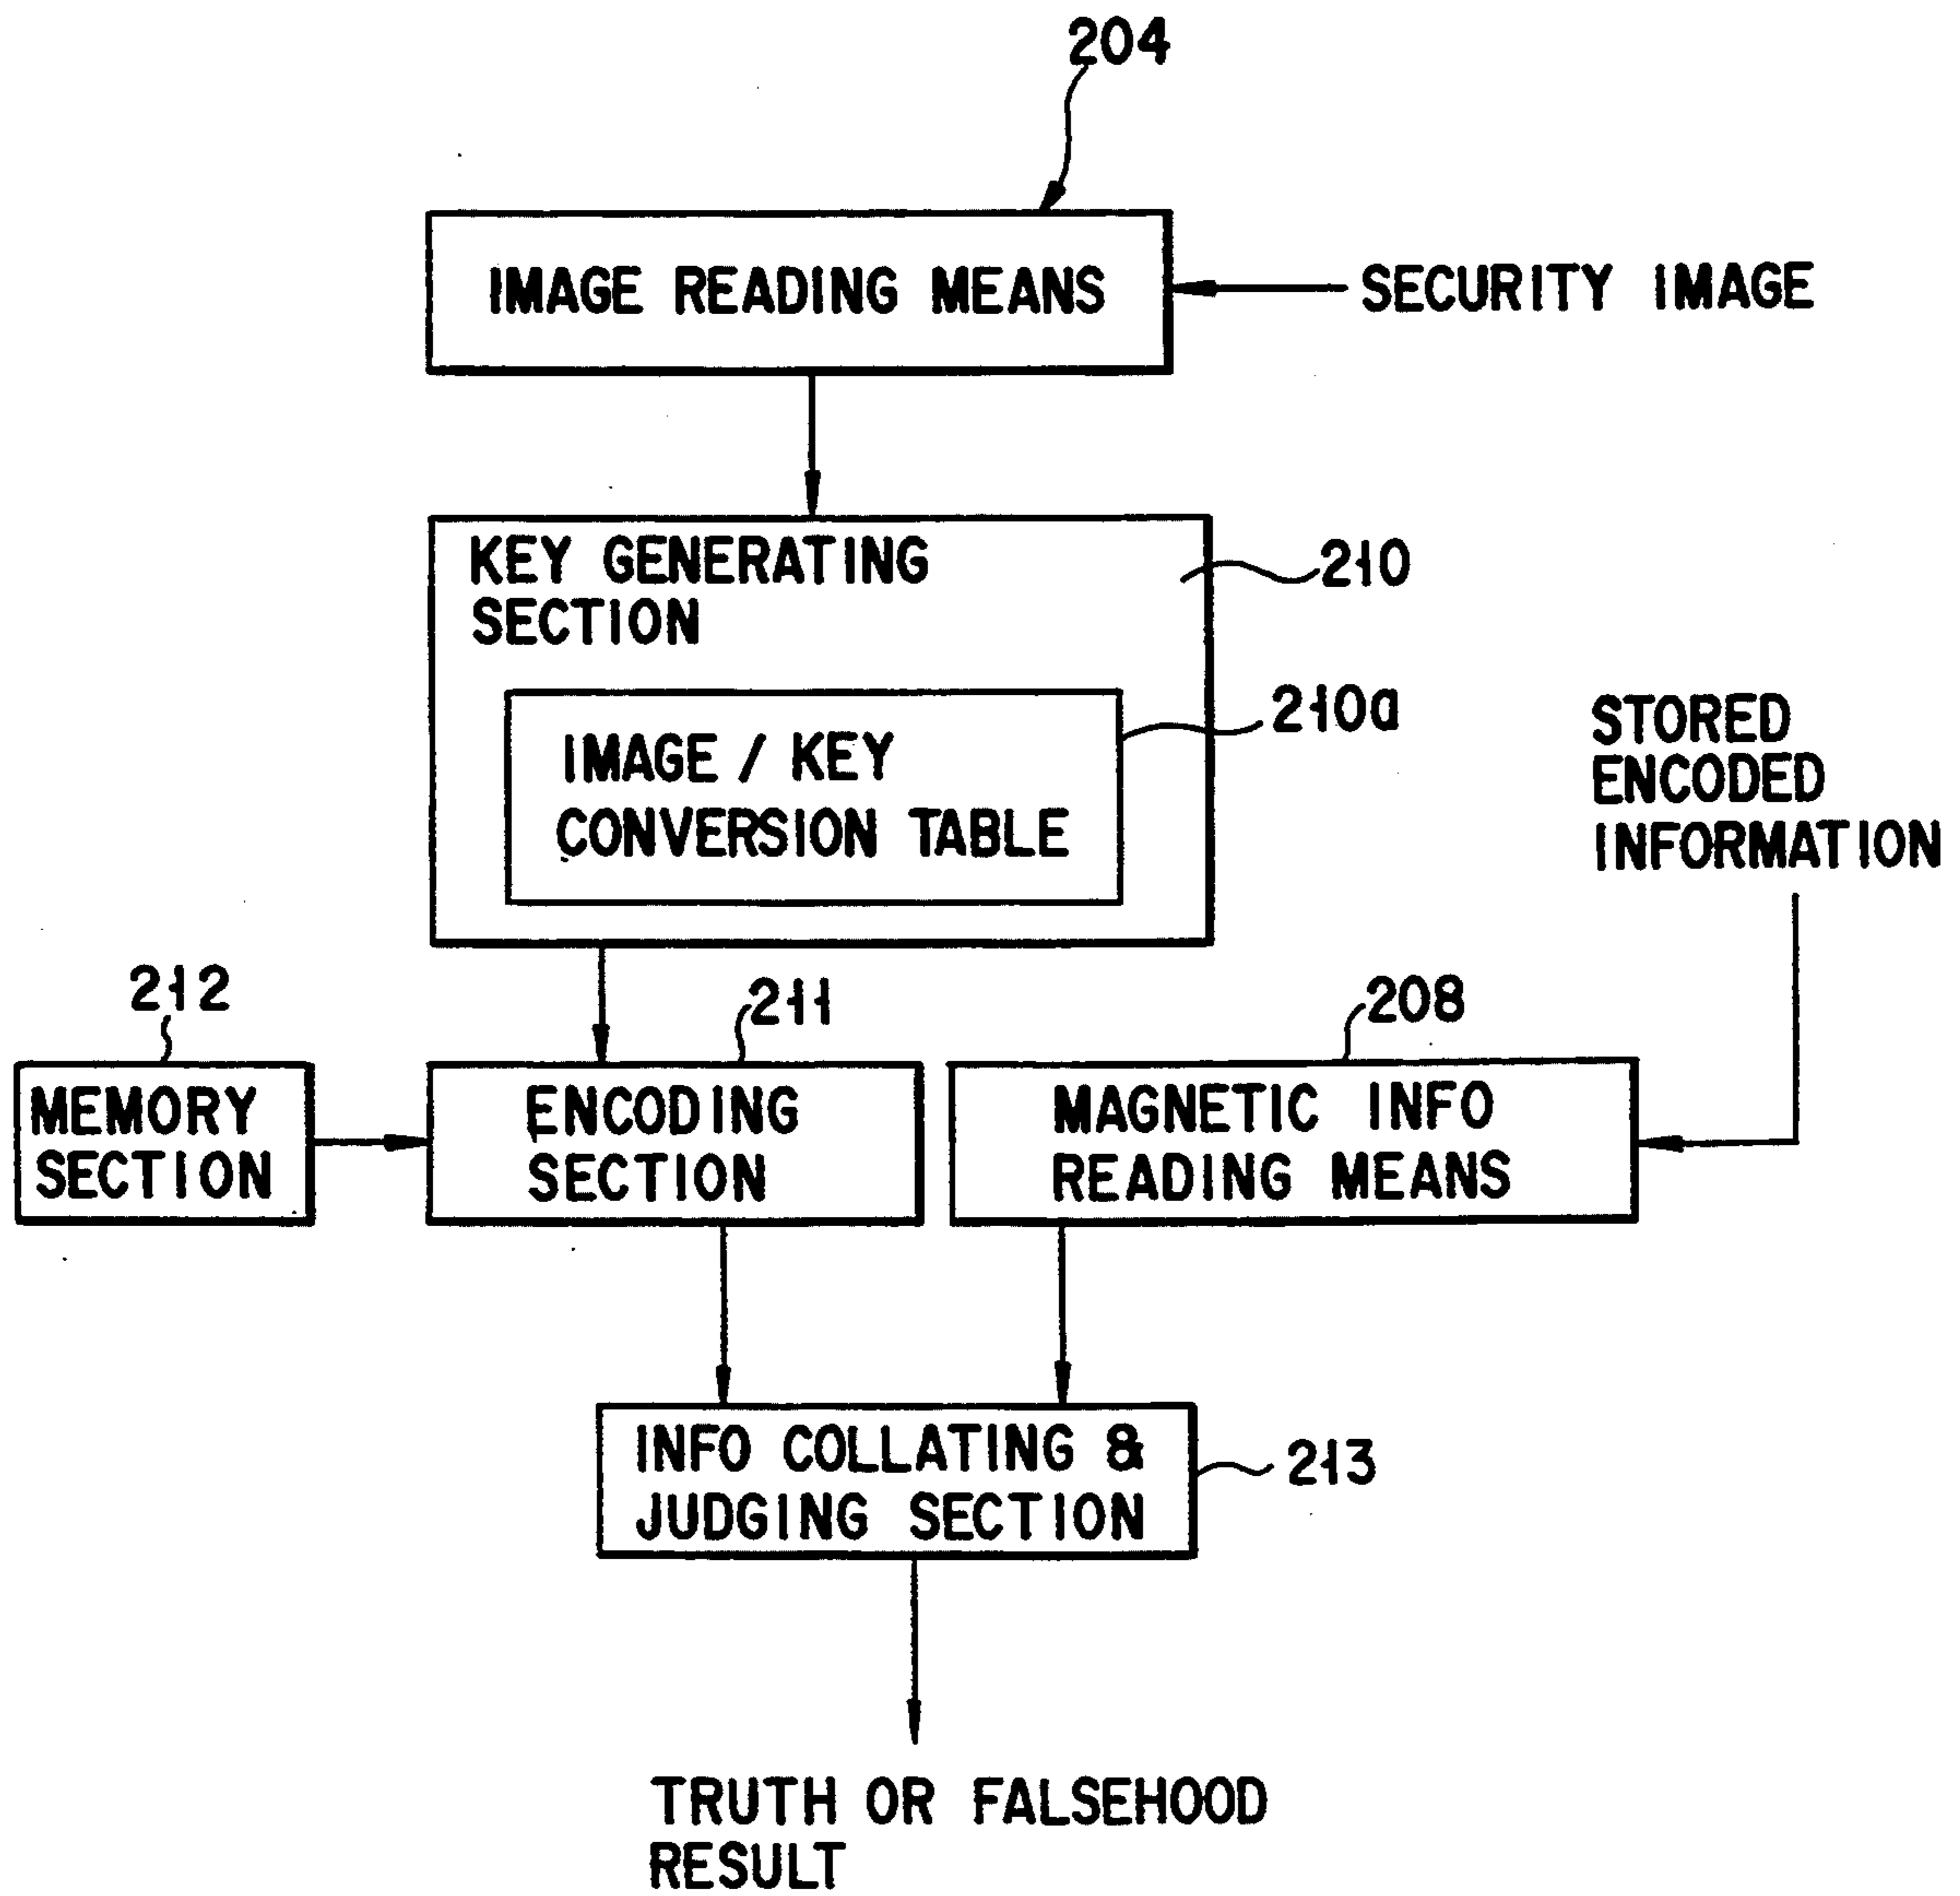 204
IMAGE READING MEANS
SECURITY IMAGE
KEY GENERATING
SECTION
210
210a
IMAGE / KEY
CONVERSION TABLE
STORED
ENCODED
INFORMATION
212
211
208
MEMORY
SECTION
ENCODING
SECTION
MAGNETIC INFO
READING MEANS
INFO COLLATING &
JUDGING SECTION
213
TRUTH OR FALSEHOOD
RESULT